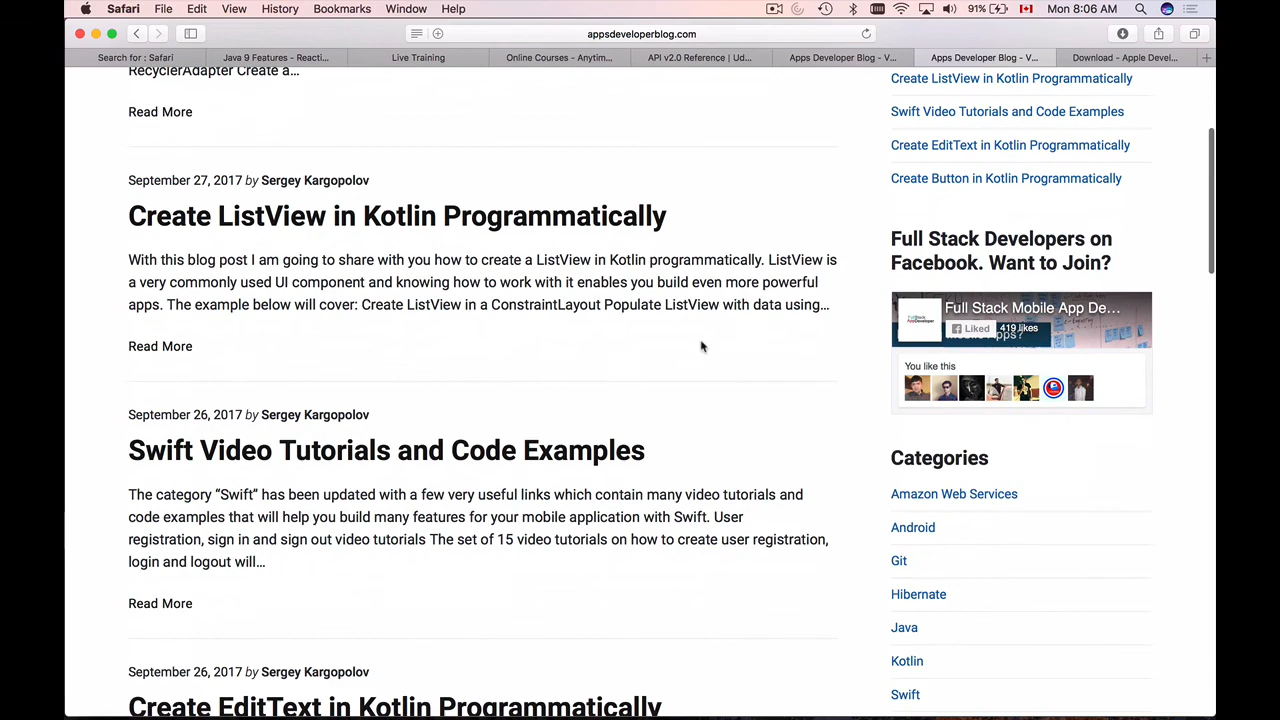 Safari File Edit View History Bookmarks Window Help 91% Mon 8:06 AM
appsdeveloperblog.com
Search for : Safari Java 9 Features - Reacti... Live Training Online Courses - Anytim... API v2.0 Reference | Ud... Apps Developer Blog - V... Apps Developer Blog - V... Download - Apple Devel...
RecyclerAdapter Create a...
Read More
September 27, 2017 by Sergey Kargopolov
Create ListView in Kotlin Programmatically
With this blog post I am going to share with you how to create a ListView in Kotlin programmatically. ListView is
a very commonly used UI component and knowing how to work with it enables you build even more powerful
apps. The example below will cover: Create ListView in a ConstraintLayout Populate ListView with data using...
Read More
September 26, 2017 by Sergey Kargopolov
Swift Video Tutorials and Code Examples
The category “Swift” has been updated with a few very useful links which contain many video tutorials and
code examples that will help you build many features for your mobile application with Swift. User
registration, sign in and sign out video tutorials The set of 15 video tutorials on how to create user registration,
login and logout will...
Read More
September 26, 2017 by Sergey Kargopolov
Create EditText in Kotlin Programmatically
Create ListView in Kotlin Programmatically
Swift Video Tutorials and Code Examples
Create EditText in Kotlin Programmatically
Create Button in Kotlin Programmatically
Full Stack Developers on
Facebook. Want to Join?
Full Stack Mobile App De...
Liked 419 likes
You like this
Categories
Amazon Web Services
Android
Git
Hibernate
Java
Kotlin
Swift